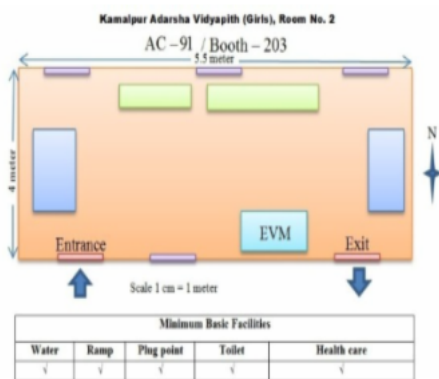 Kamalpur Adarsha Vidyapith (Girls), Room No. 2
AC – 91 / Booth – 203
5.5 meter
4 meter
N
EVM
Entrance
Exit
Scale 1 cm = 1 meter
Minimum Basic Facilities
Water Ramp Plug point Toilet Health care
√ √ √ √ √